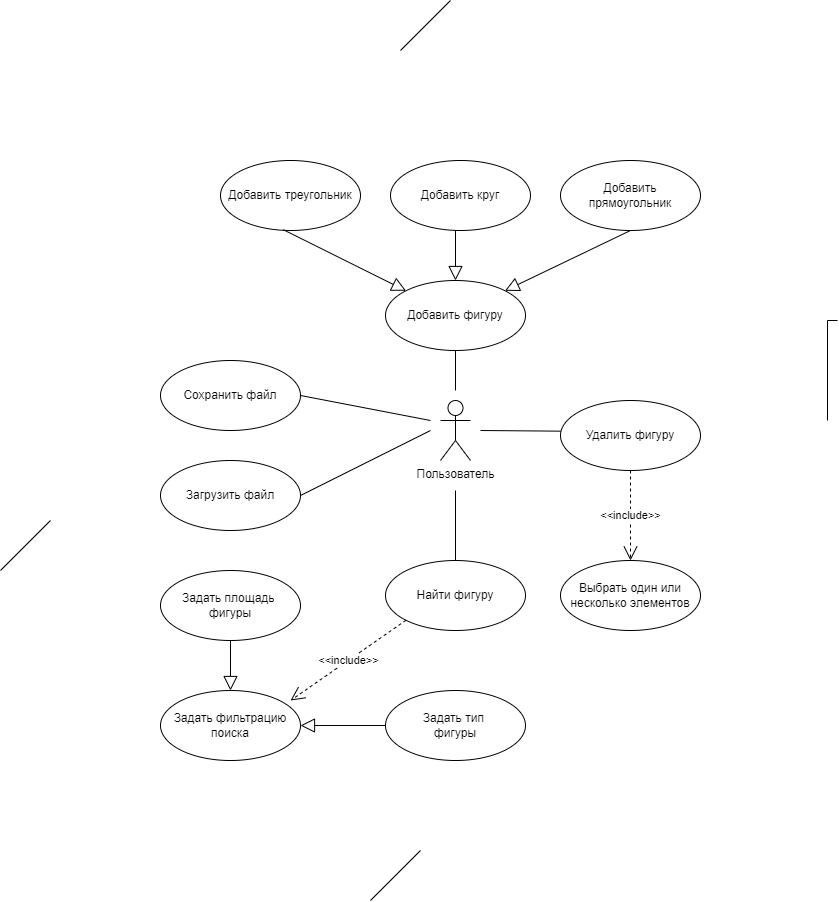 Добавить треугольник
Добавить круг
Добавить
прямоугольник
Добавить фигуру
Сохранить файл
Удалить фигуру
Пользователь
Загрузить файл
<<include>>
Задать площадь
фигуры
Найти фигуру
Выбрать один или
несколько элементов
<<include>>
Задать фильтрацию
поиска
Задать тип
фигуры